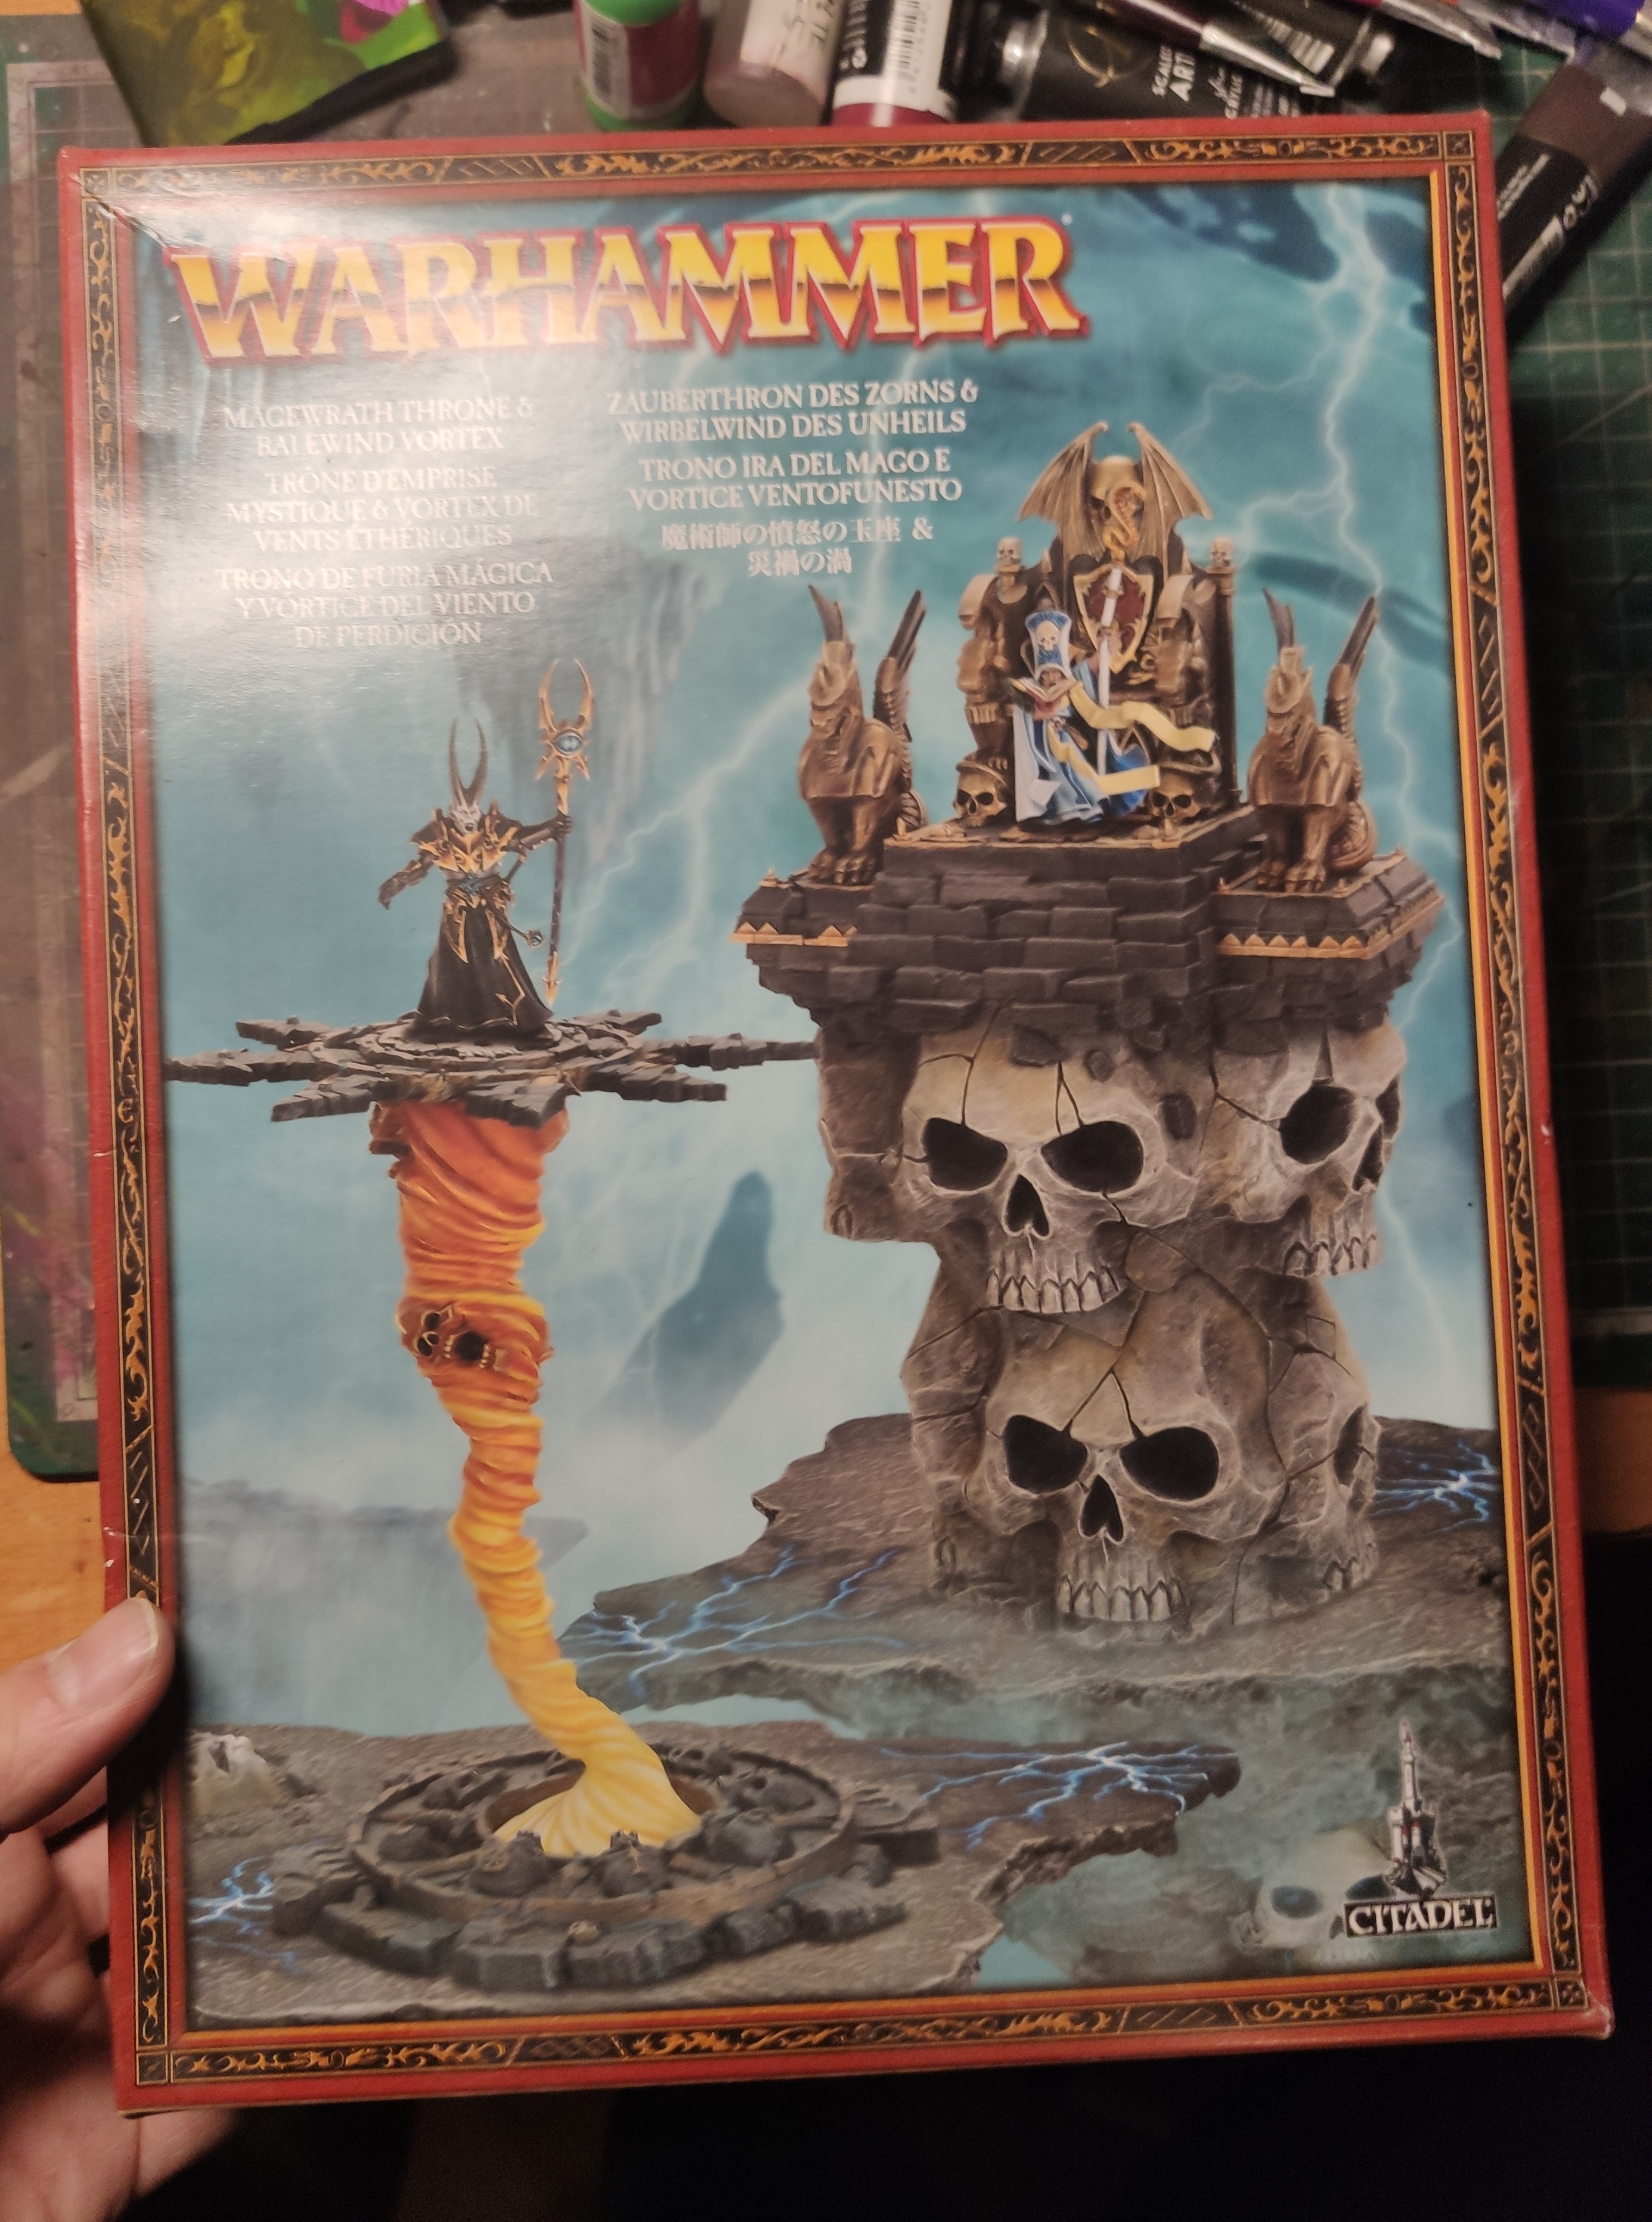 WARHAMMER
MAGEWRATH THRONE &
BALEWIND VORTEX
TRÔNE D'EMPRISE
MYSTIQUE & VORTEX DE
VENTS ÉTHÉRIQUES
TRONO DE FURIA MÁGICA
Y VÓRTICE DEL VIENTO
DE PERDICIÓN
ZAUBERTHRON DES ZORNS &
WIRBELWIND DES UNHEILS
TRONO IRA DEL MAGO E
VORTICE VENTOFUNESTO
魔術師の憤怒の玉座 &
災禍の渦
CITADEL
SCALE
ART